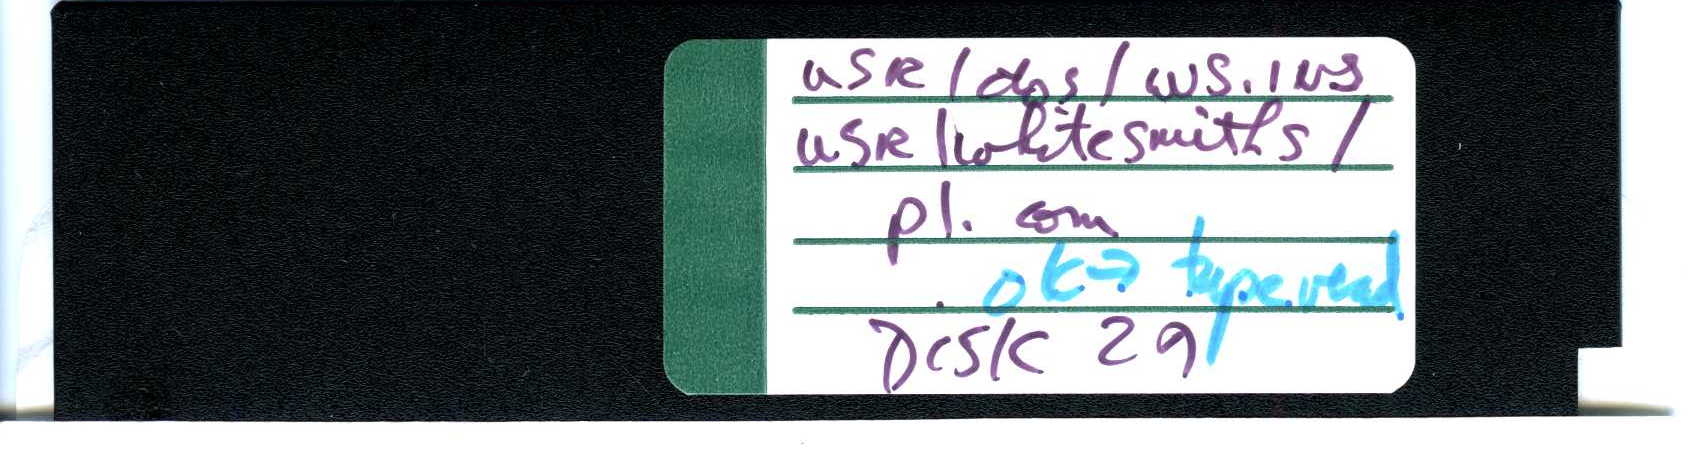 usr/dos/ws.ins
usr/whitesmiths/
pl.com
ok => tape.read
Disk 29